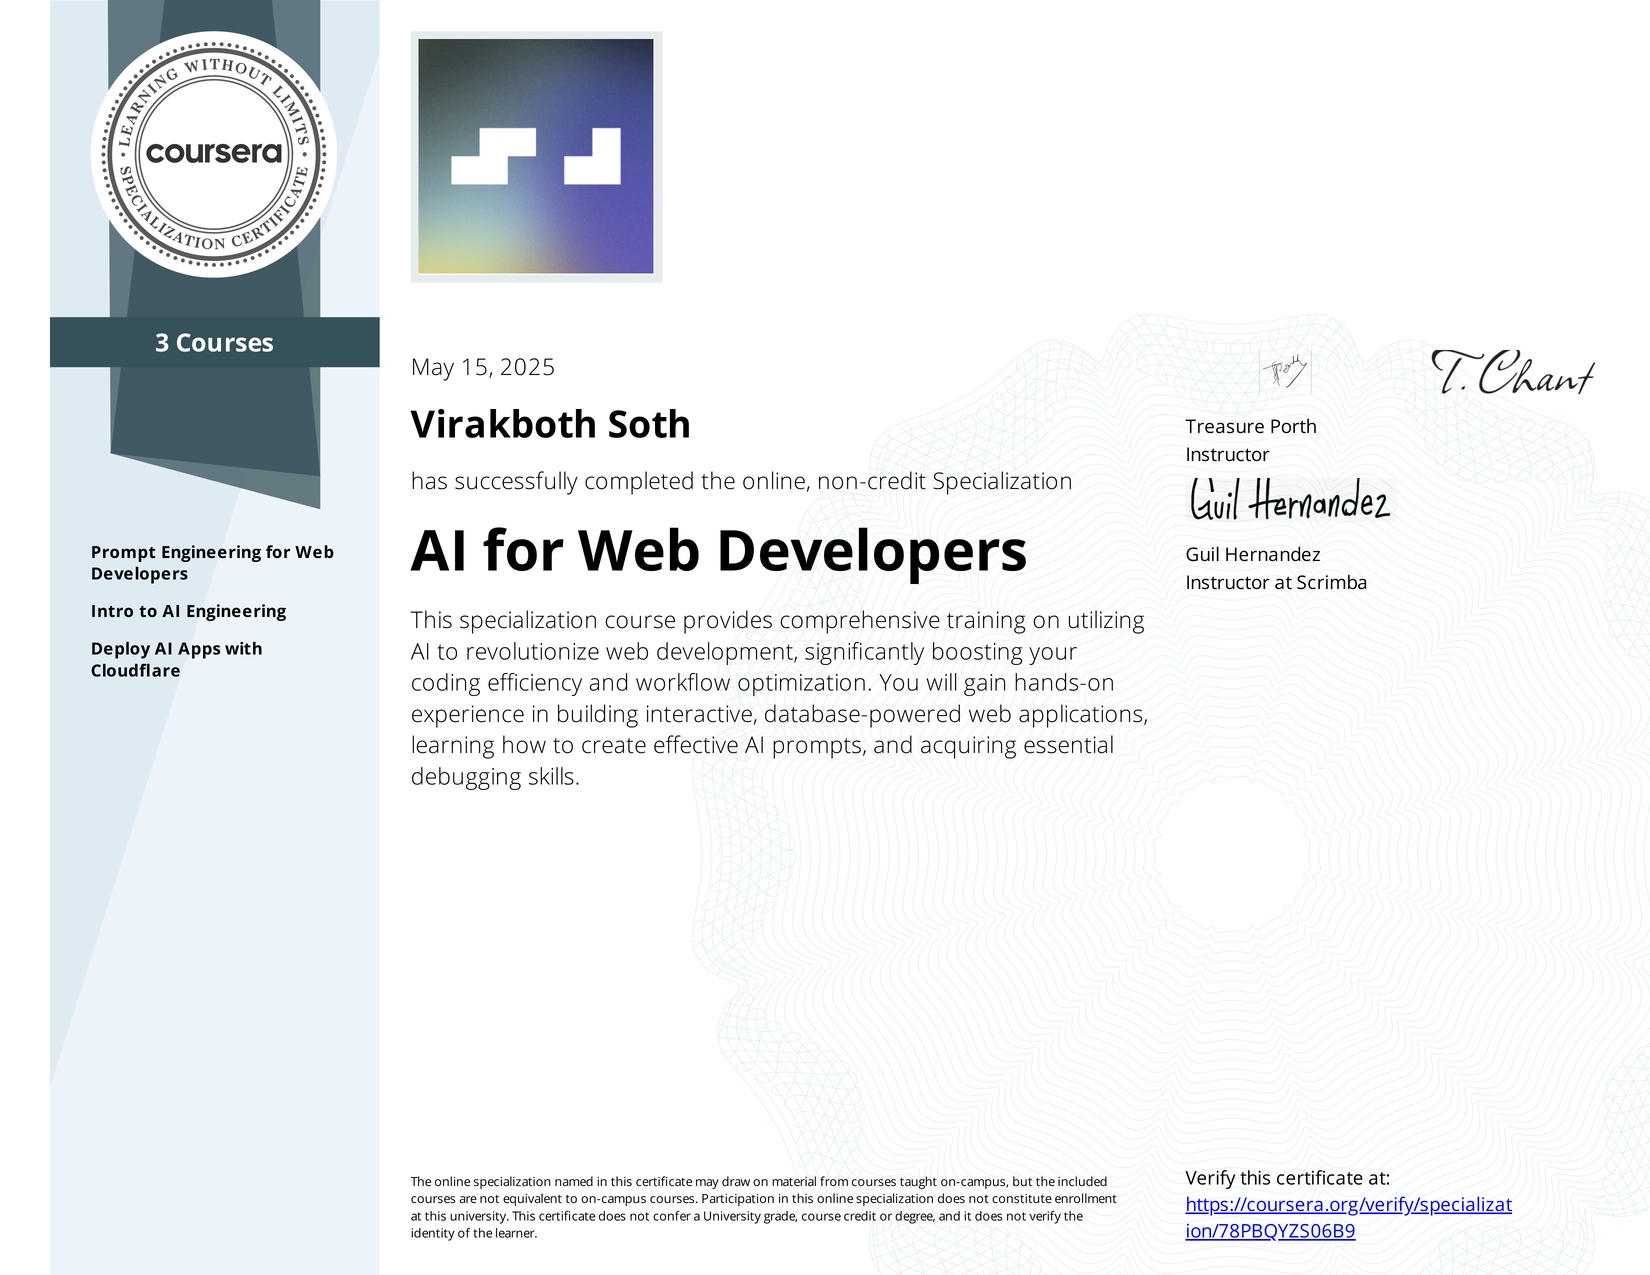 LEARNING WITHOUT LIMITS
coursera
SPECIALIZATION CERTIFICATE
3 Courses
Prompt Engineering for Web
Developers
Intro to AI Engineering
Deploy AI Apps with
Cloudflare
May 15, 2025
Virakboth Soth
has successfully completed the online, non-credit Specialization
AI for Web Developers
This specialization course provides comprehensive training on utilizing
AI to revolutionize web development, significantly boosting your
coding efficiency and workflow optimization. You will gain hands-on
experience in building interactive, database-powered web applications,
learning how to create effective AI prompts, and acquiring essential
debugging skills.
T. Chant
Treasure Porth
Instructor
Guil Hernandez
Guil Hernandez
Instructor at Scrimba
The online specialization named in this certificate may draw on material from courses taught on-campus, but the included
courses are not equivalent to on-campus courses. Participation in this online specialization does not constitute enrollment
at this university. This certificate does not confer a University grade, course credit or degree, and it does not verify the
identity of the learner.
Verify this certificate at:
https://coursera.org/verify/specializat
ion/78PBQYZS06B9